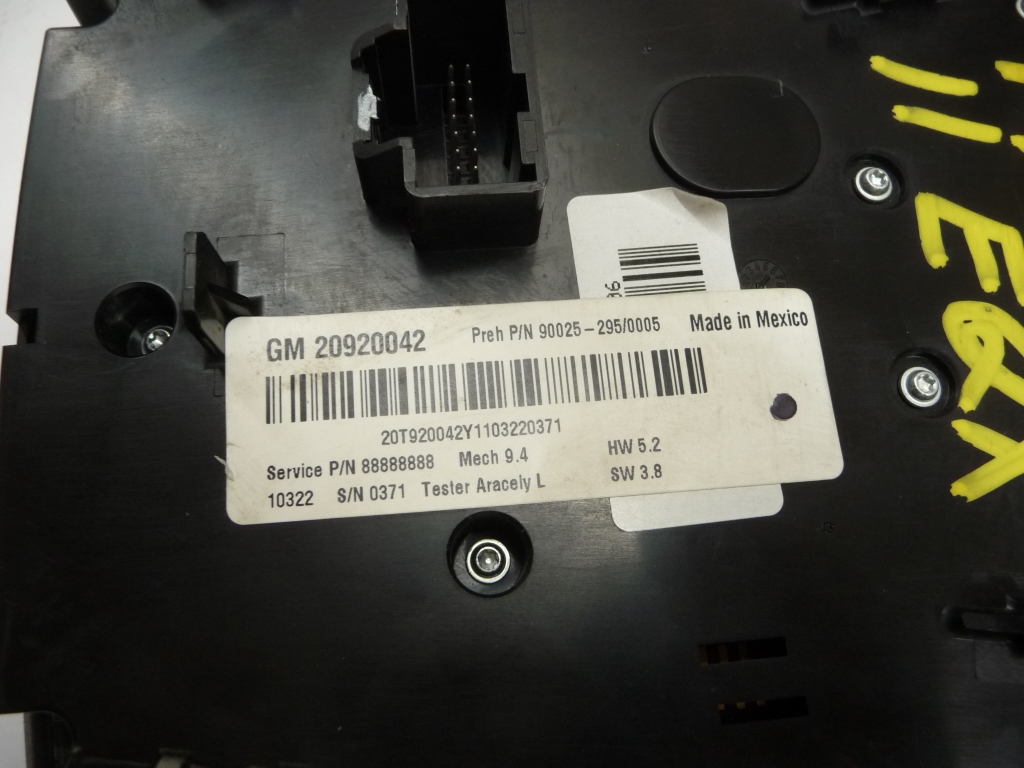 GM 20920042 Preh P/N 90025-295/0005 Made in Mexico
20T920042Y1103220371
Service P/N 88888888 Mech 9.4 HW 5.2
10322 S/N 0371 Tester Aracely L SW 3.8
11